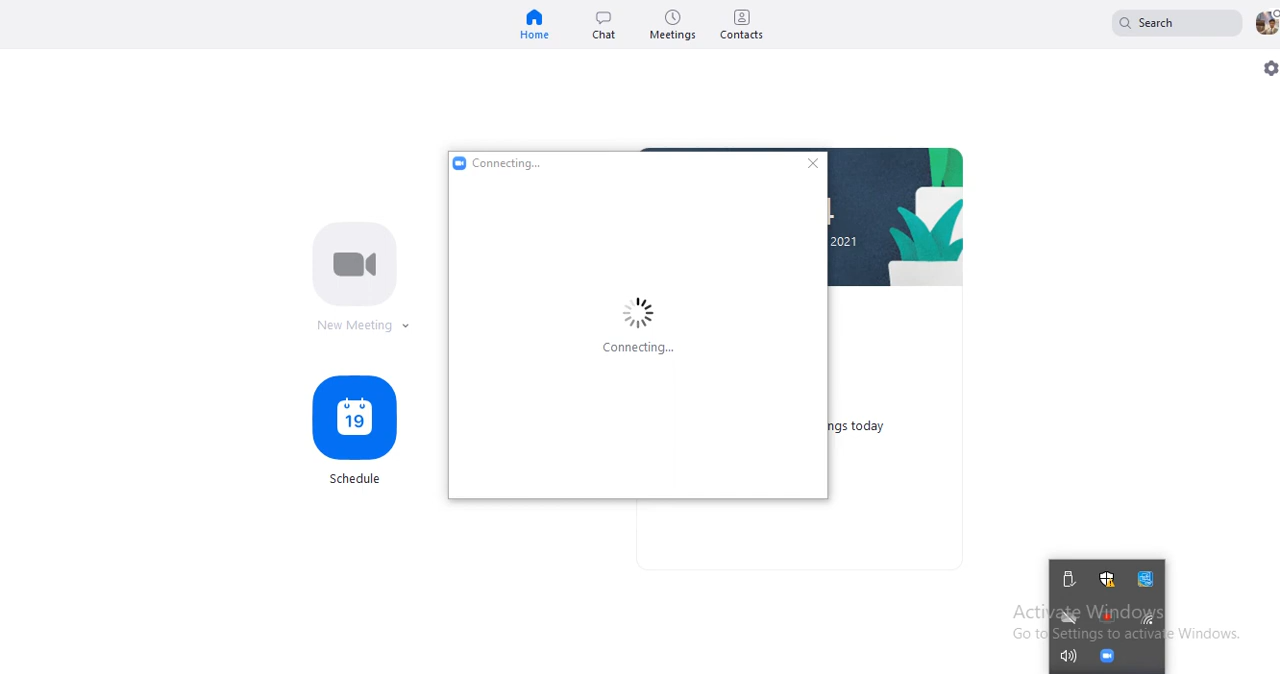 Home
Chat
Meetings
Contacts
Search
Connecting...
2021
New Meeting
Connecting...
19
ngs today
Schedule
Activate Windows
Go to Settings to activate Windows.